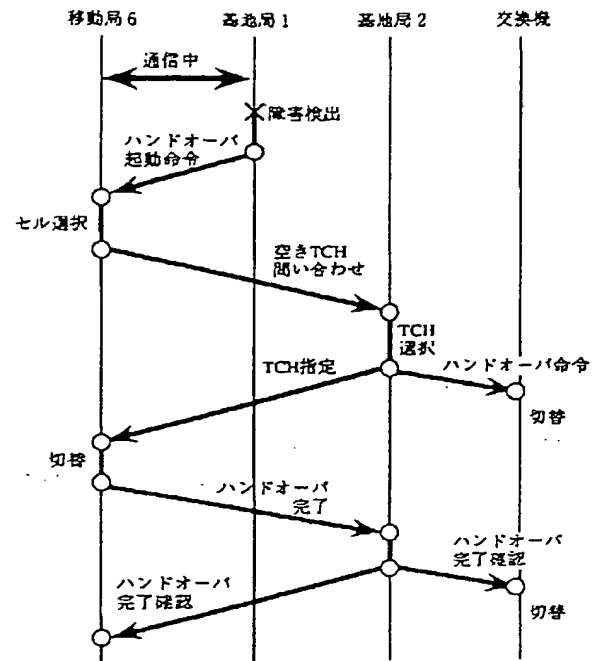 移動局6
基地局1
基地局2
交換機
通信中
障害検出
ハンドオーバ
起動命令
セル選択
空きTCH
問い合わせ
TCH
選択
TCH指定
ハンドオーバ命令
切替
切替
ハンドオーバ
完了
ハンドオーバ
完了確認
ハンドオーバ
完了確認
切替